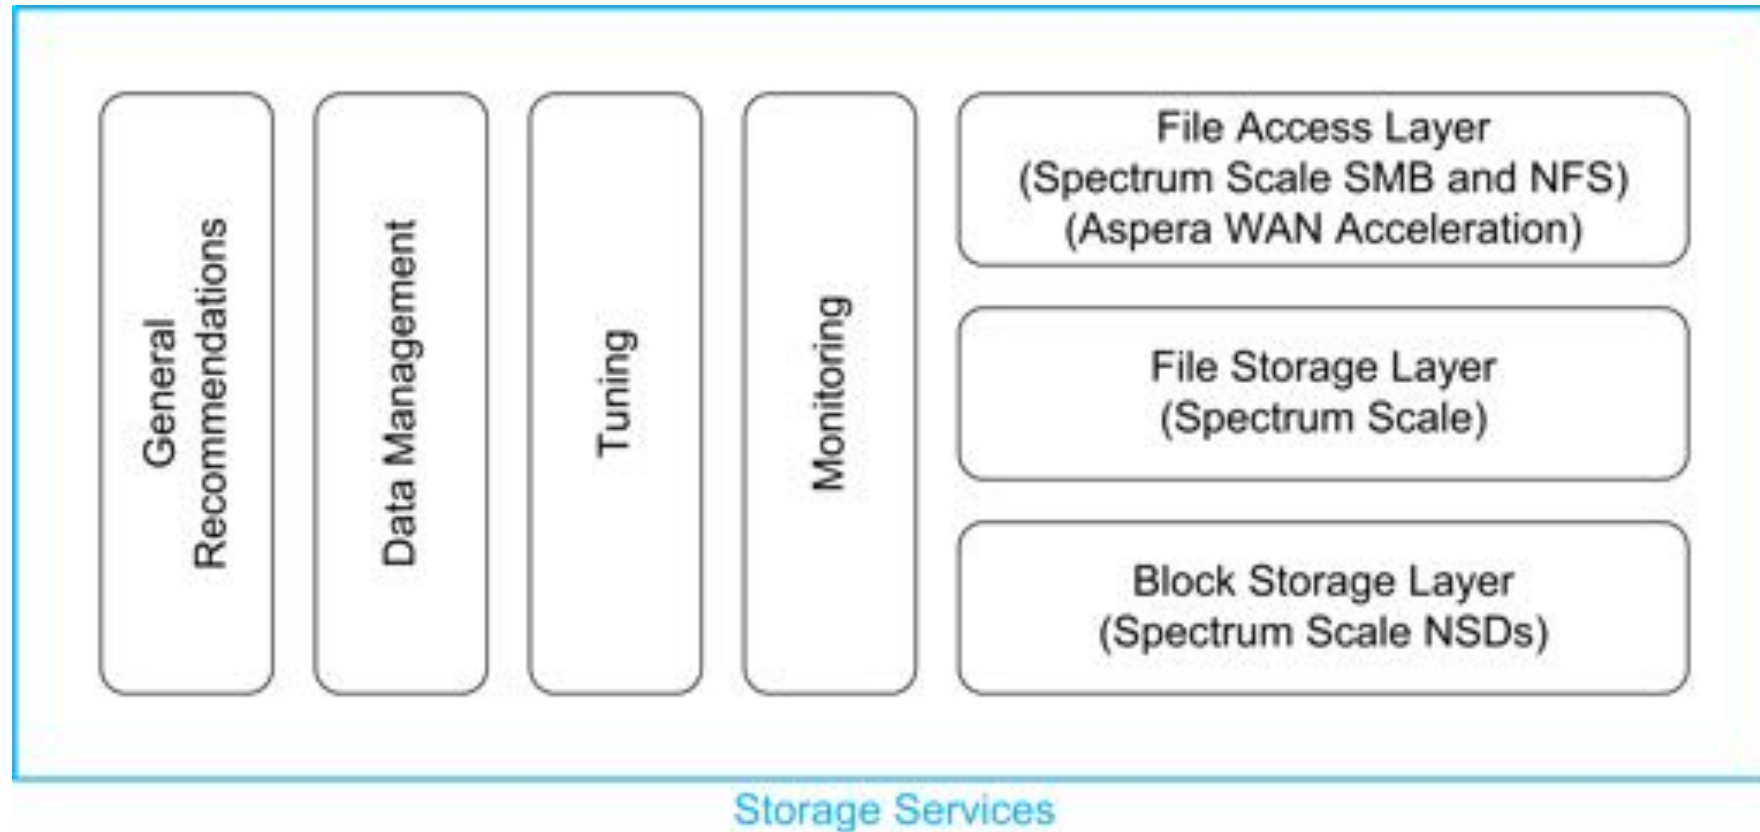 General
Recommendations
Data Management
Tuning
Monitoring
File Access Layer
(Spectrum Scale SMB and NFS)
(Aspera WAN Acceleration)
File Storage Layer
(Spectrum Scale)
Block Storage Layer
(Spectrum Scale NSDs)
Storage Services